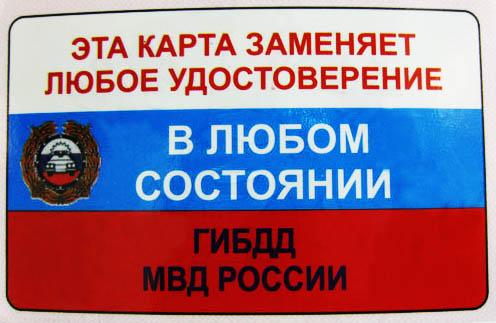 ЭТА КАРТА ЗАМЕНЯЕТ
ЛЮБОЕ УДОСТОВЕРЕНИЕ
В ЛЮБОМ
СОСТОЯНИИ
ГИБДД
МВД РОССИИ